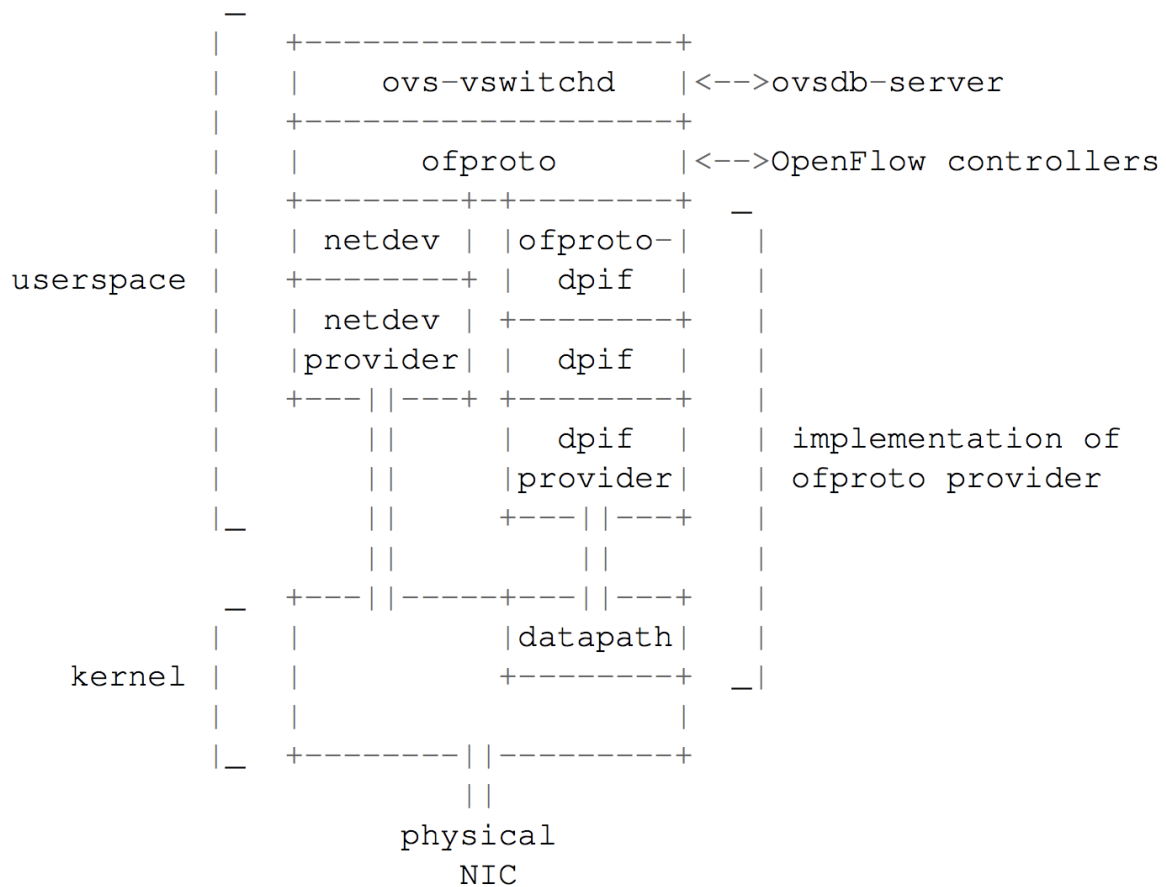 _
      |   +-------------------+
      |   |    ovs-vswitchd   |<-->ovsdb-server
      |   +-------------------+
      |   |      ofproto      |<-->OpenFlow controllers
      |   +--------+-+--------+  _
      |   | netdev | |ofproto-|   |
userspace |   +--------+ |  dpif  |   |
      |   | netdev | +--------+   |
      |   |provider| |  dpif  |   |
      |   +---||---+ +--------+   |
      |       ||     |  dpif  |   | implementation of
      |       ||     |provider|   | ofproto provider
      |_      ||     +---||---+   |
              ||         ||       |
       _  +---||-----+---||---+   |
      |   |          |datapath|   |
kernel |   |          +--------+  _|
      |   |                   |
      |_  +--------||---------+
                   ||
                physical
                   NIC